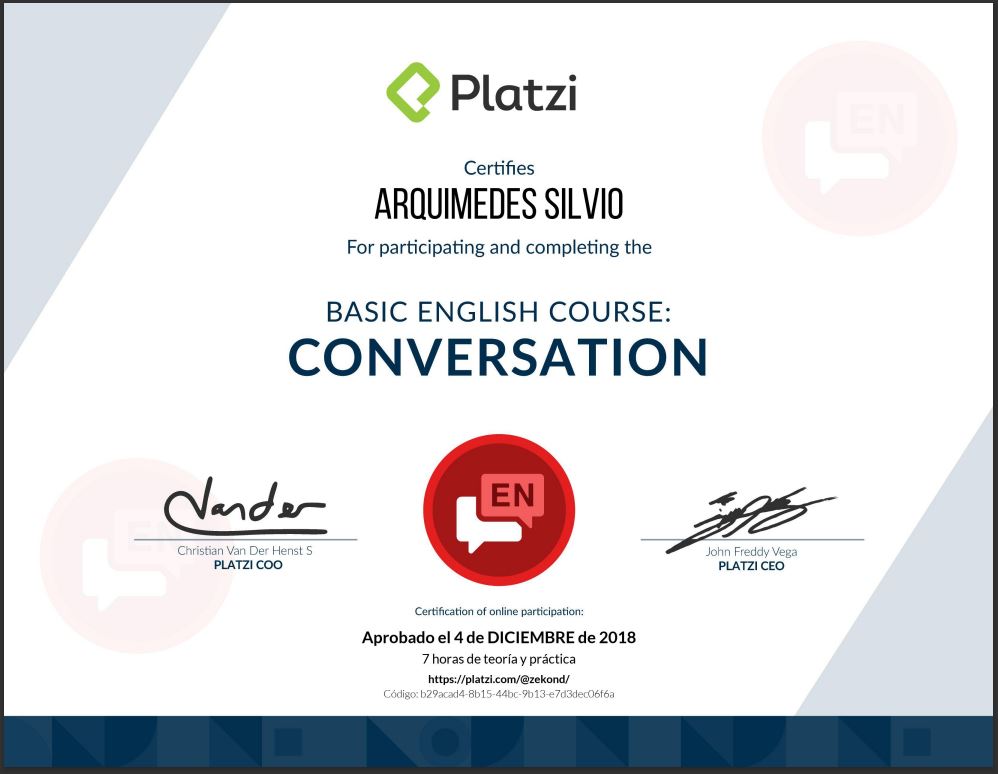 Platzi
EN
Certifies
ARQUIMEDES SILVIO
For participating and completing the
BASIC ENGLISH COURSE:
CONVERSATION
EN
Vander
EN
Christian Van Der Henst S
PLATZI COO
John Freddy Vega
PLATZI CEO
Certification of online participation:
Aprobado el 4 de DICIEMBRE de 2018
7 horas de teoría y práctica
https://platzi.com/@zekond/
Código: b29acad4-8b15-44bc-9b13-e7d3dec06f6a